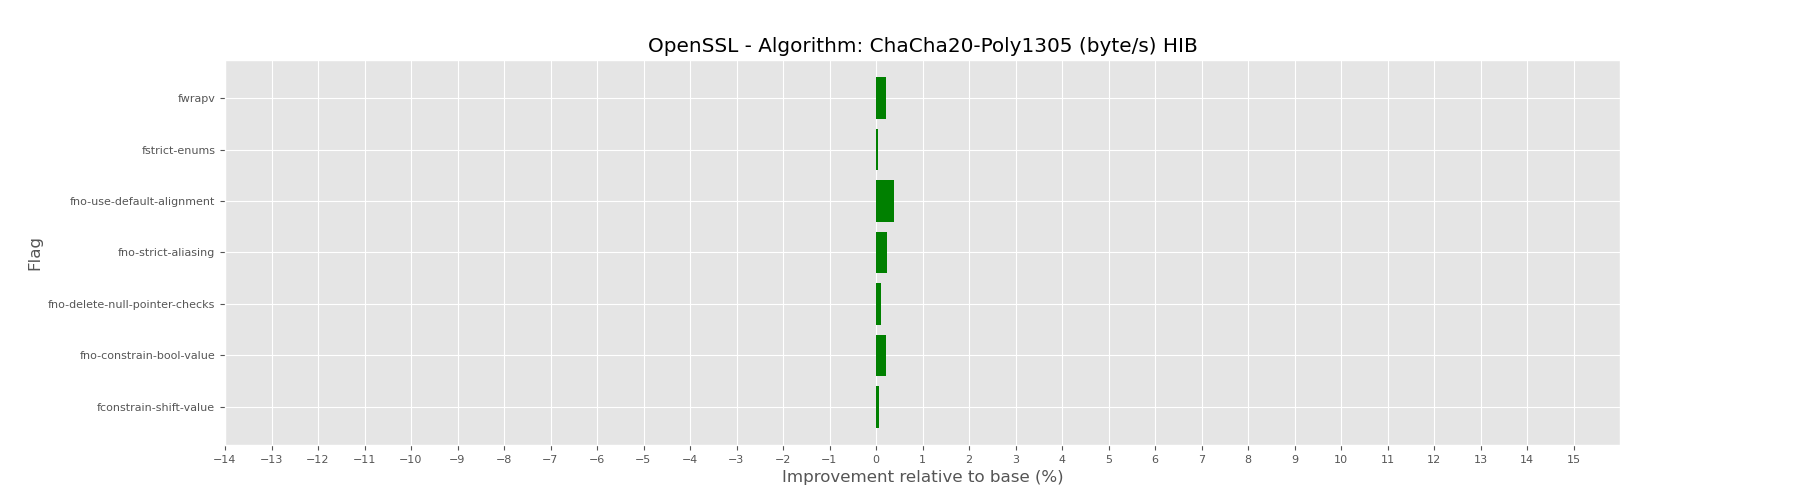 OpenSSL - Algorithm: ChaCha20-Poly1305 (byte/s) HIB
Flag
fwrapv
fstrict-enums
fno-use-default-alignment
fno-strict-aliasing
fno-delete-null-pointer-checks
fno-constrain-bool-value
fconstrain-shift-value
−14 −13 −12 −11 −10 −9 −8 −7 −6 −5 −4 −3 −2 −1 0 1 2 3 4 5 6 7 8 9 10 11 12 13 14 15
Improvement relative to base (%)